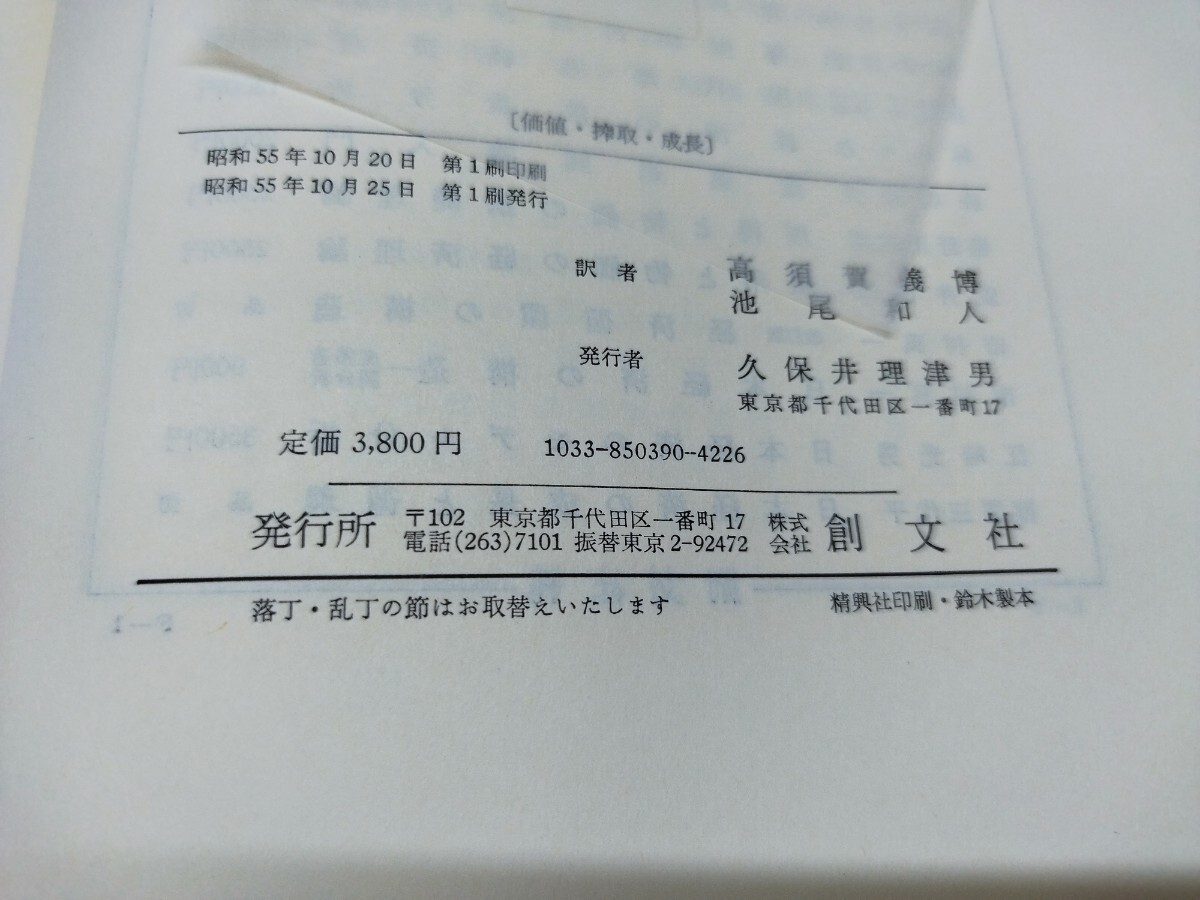 〔価値・搾取・成長〕
昭和55年10月20日 第1刷印刷
昭和55年10月25日 第1刷発行
訳者 高須賀義博
池尾和人
発行者 久保井理津男
東京都千代田区一番町17
定価 3,800円 1033-850390--4226
発行所 〒102 東京都千代田区一番町17 株式会社 創文社
電話(263)7101 振替東京2-92472
落丁・乱丁の節はお取替えいたします 精興社印刷・鈴木製本